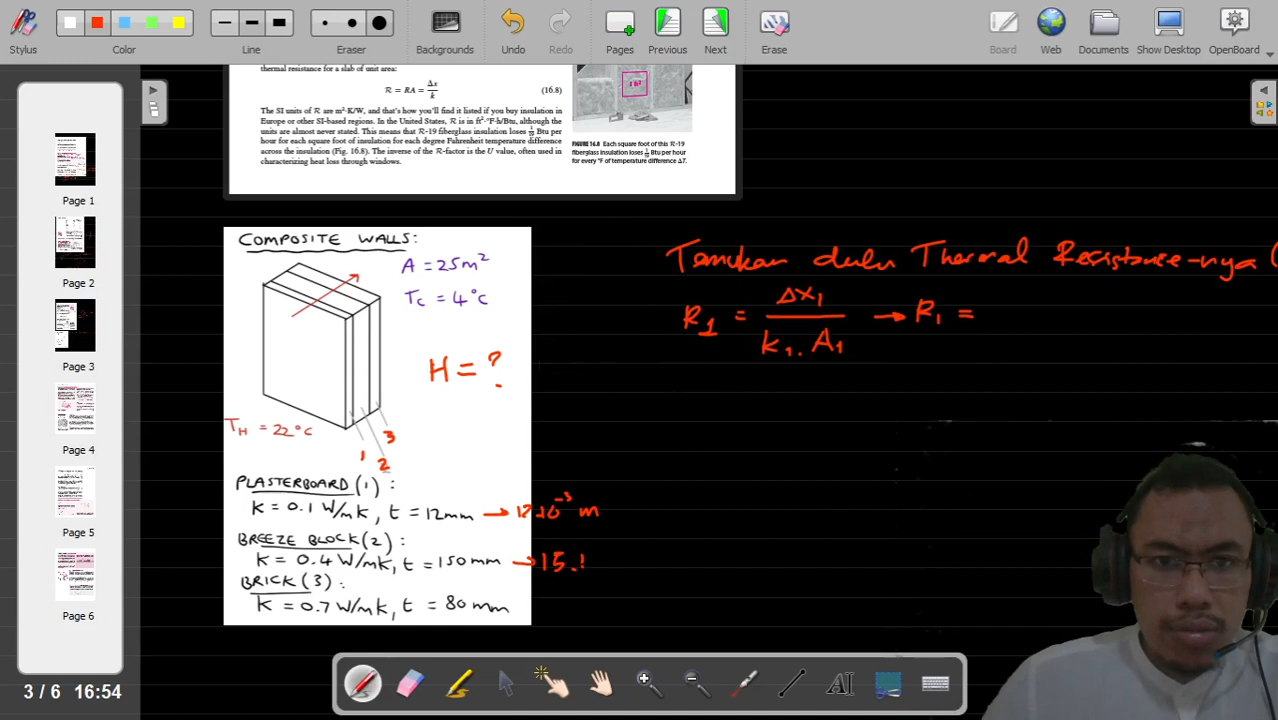 Stylus
Color
Line
Eraser
Backgrounds
Undo
Redo
Pages
Previous
Next
Erase
Board
Web
Documents
Show Desktop
OpenBoard
thermal resistance for a slab of unit area:
R = RA = Δx/k (16.8)
The SI units of R are m²·K/W, and that's how you'll find it listed if you buy insulation in
Europe or other SI-based regions. In the United States, R is in ft²·°F·h/Btu, although the
units are almost never stated. This means that R-19 fiberglass insulation loses 1/19 Btu per
hour for each square foot of insulation for each degree Fahrenheit temperature difference
across the insulation (Fig. 16.8). The inverse of the R-factor is the U value, often used in
characterizing heat loss through windows.
1 ft²
FIGURE 16.8 Each square foot of this R-19
fiberglass insulation loses 1/19 Btu per hour
for every °F of temperature difference ΔT.
Page 1
Page 2
Page 3
Page 4
Page 5
Page 6
3 / 6 16:54
COMPOSITE WALLS:
A = 25m²
Tc = 4°C
H = ?
TH = 22°C
1
2
3
PLASTERBOARD (1) :
K = 0.1 W/mK, t = 12mm → 12.10⁻³ m
BREEZE BLOCK (2) :
K = 0.4 W/mK, t = 150mm → 15.
BRICK (3) :
K = 0.7 W/mK, t = 80mm
Temukan dulu Thermal Resistance-nya (
R1 = Δx1 / k1. A1 → R1 =